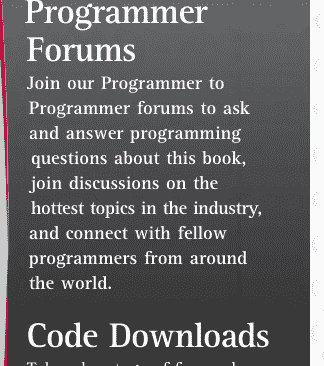 Programmer
Forums
Join our Programmer to
Programmer forums to ask
and answer programming
questions about this book,
join discussions on the
hottest topics in the industry,
and connect with fellow
programmers from around
the world.
Code Downloads